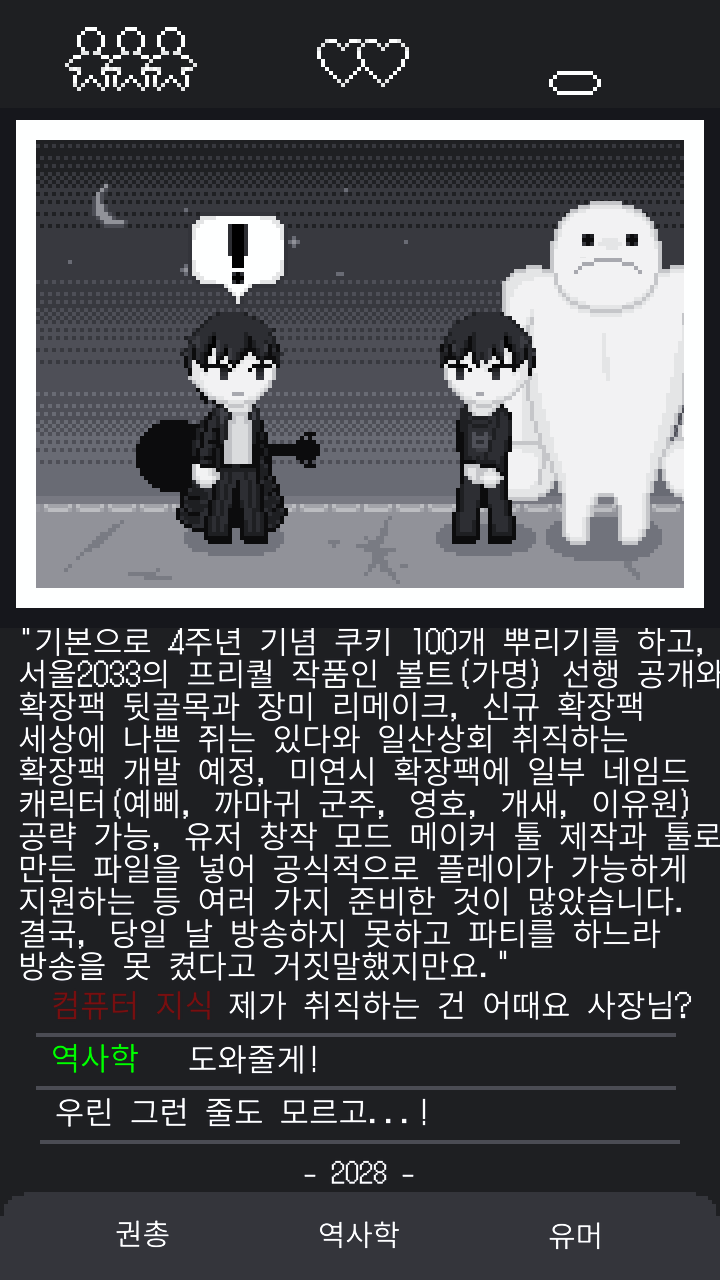 !
"기본으로 4주년 기념 쿠키 100개 뿌리기를 하고,
서울2033의 프리퀄 작품인 볼트(가명) 선행 공개와
확장팩 뒷골목과 장미 리메이크, 신규 확장팩
세상에 나쁜 쥐는 있다와 일산상회 취직하는
확장팩 개발 예정, 미연시 확장팩에 일부 네임드
캐릭터(예삐, 까마귀 군주, 영호, 개새, 이유원)
공략 가능, 유저 창작 모드 메이커 툴 제작과 툴로
만든 파일을 넣어 공식적으로 플레이가 가능하게
지원하는 등 여러 가지 준비한 것이 많았습니다.
결국, 당일 날 방송하지 못하고 파티를 하느라
방송을 못 켰다고 거짓말했지만요."
컴퓨터 지식 제가 취직하는 건 어때요 사장님?
역사학 도와줄게!
우린 그런 줄도 모르고...!
- 2028 -
권총 역사학 유머